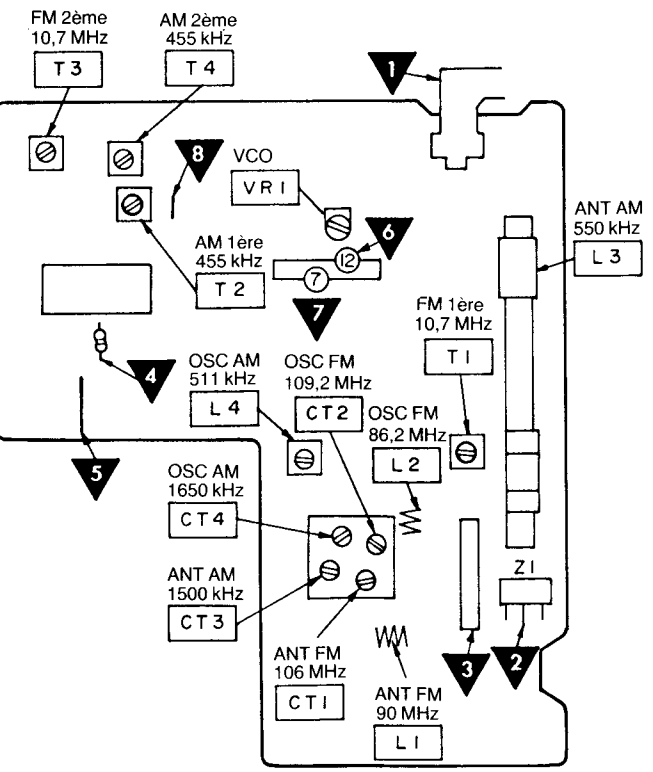 FM 2ème
10,7 MHz
T3
AM 2ème
455 kHz
T4
1
8
VCO
VR1
6
12
7
7
AM 1ère
455 kHz
T2
ANT AM
550 kHz
L3
FM 1ère
10,7 MHz
T1
4
OSC AM
511 kHz
L4
OSC FM
109,2 MHz
CT2
OSC FM
86,2 MHz
L2
5
OSC AM
1650 kHz
CT4
ANT AM
1500 kHz
CT3
Z1
ANT FM
106 MHz
CT1
3
2
ANT FM
90 MHz
L1